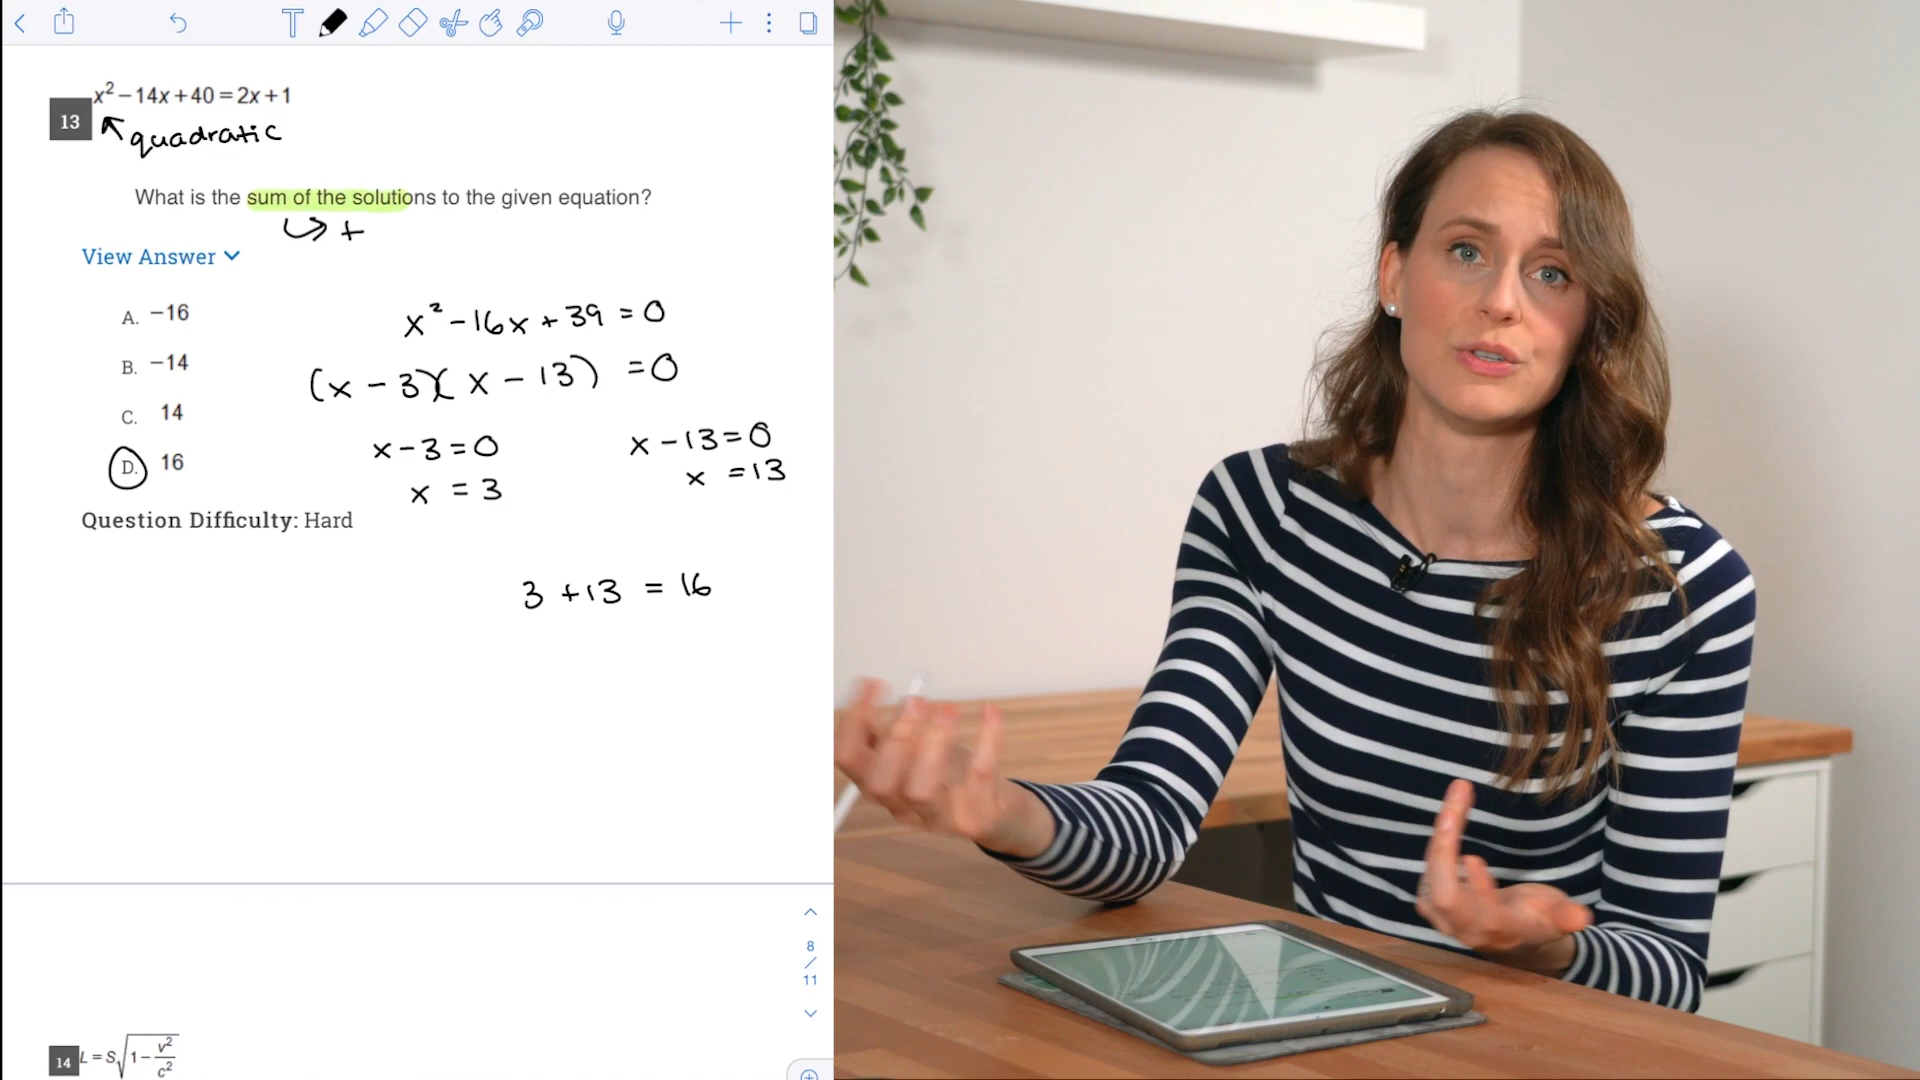 x² – 14x + 40 = 2x + 1
13
quadratic
What is the sum of the solutions to the given equation?
↪ +
View Answer
A. –16
B. –14
C. 14
D. 16
x² – 16x + 39 = 0
(x – 3)(x – 13) = 0
x – 3 = 0
x = 3
x – 13 = 0
x = 13
Question Difficulty: Hard
3 + 13 = 16
8
/
11
14 L = S√(1 – v²/c²)